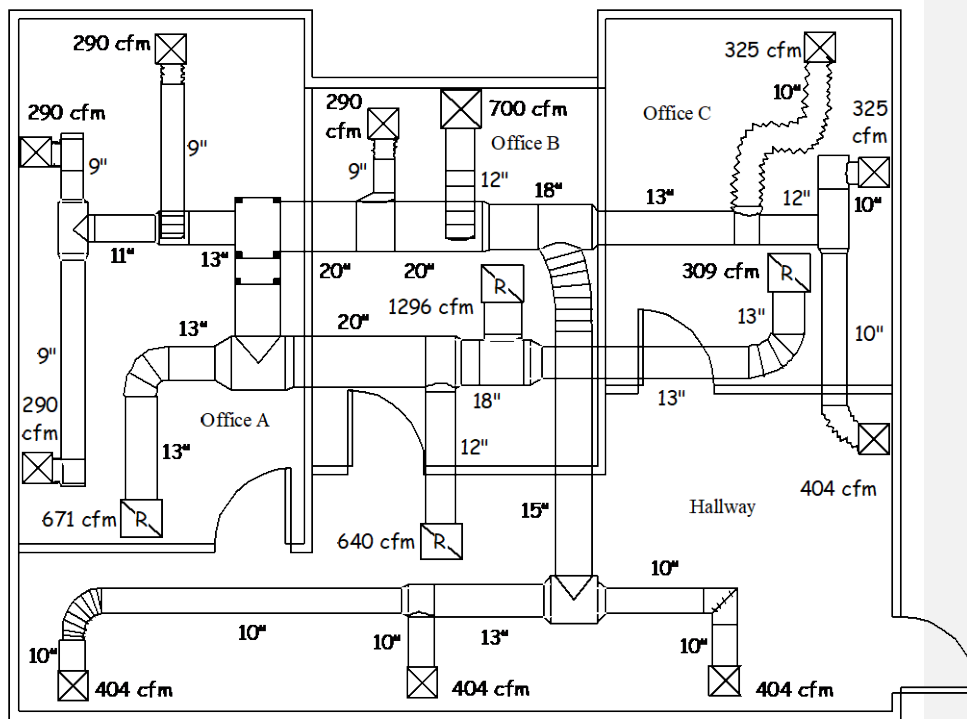 290 cfm
325 cfm
10"
290 cfm
290
cfm
700 cfm
Office C
325
cfm
Office B
9"
9"
9"
12"
18"
13"
12"
10"
11"
13"
20"
20"
R
309 cfm
R
1296 cfm
13"
20"
13"
10"
9"
18"
13"
290
cfm
Office A
13"
12"
404 cfm
671 cfm
R
640 cfm
R
15"
Hallway
10"
10"
10"
10"
13"
10"
404 cfm
404 cfm
404 cfm